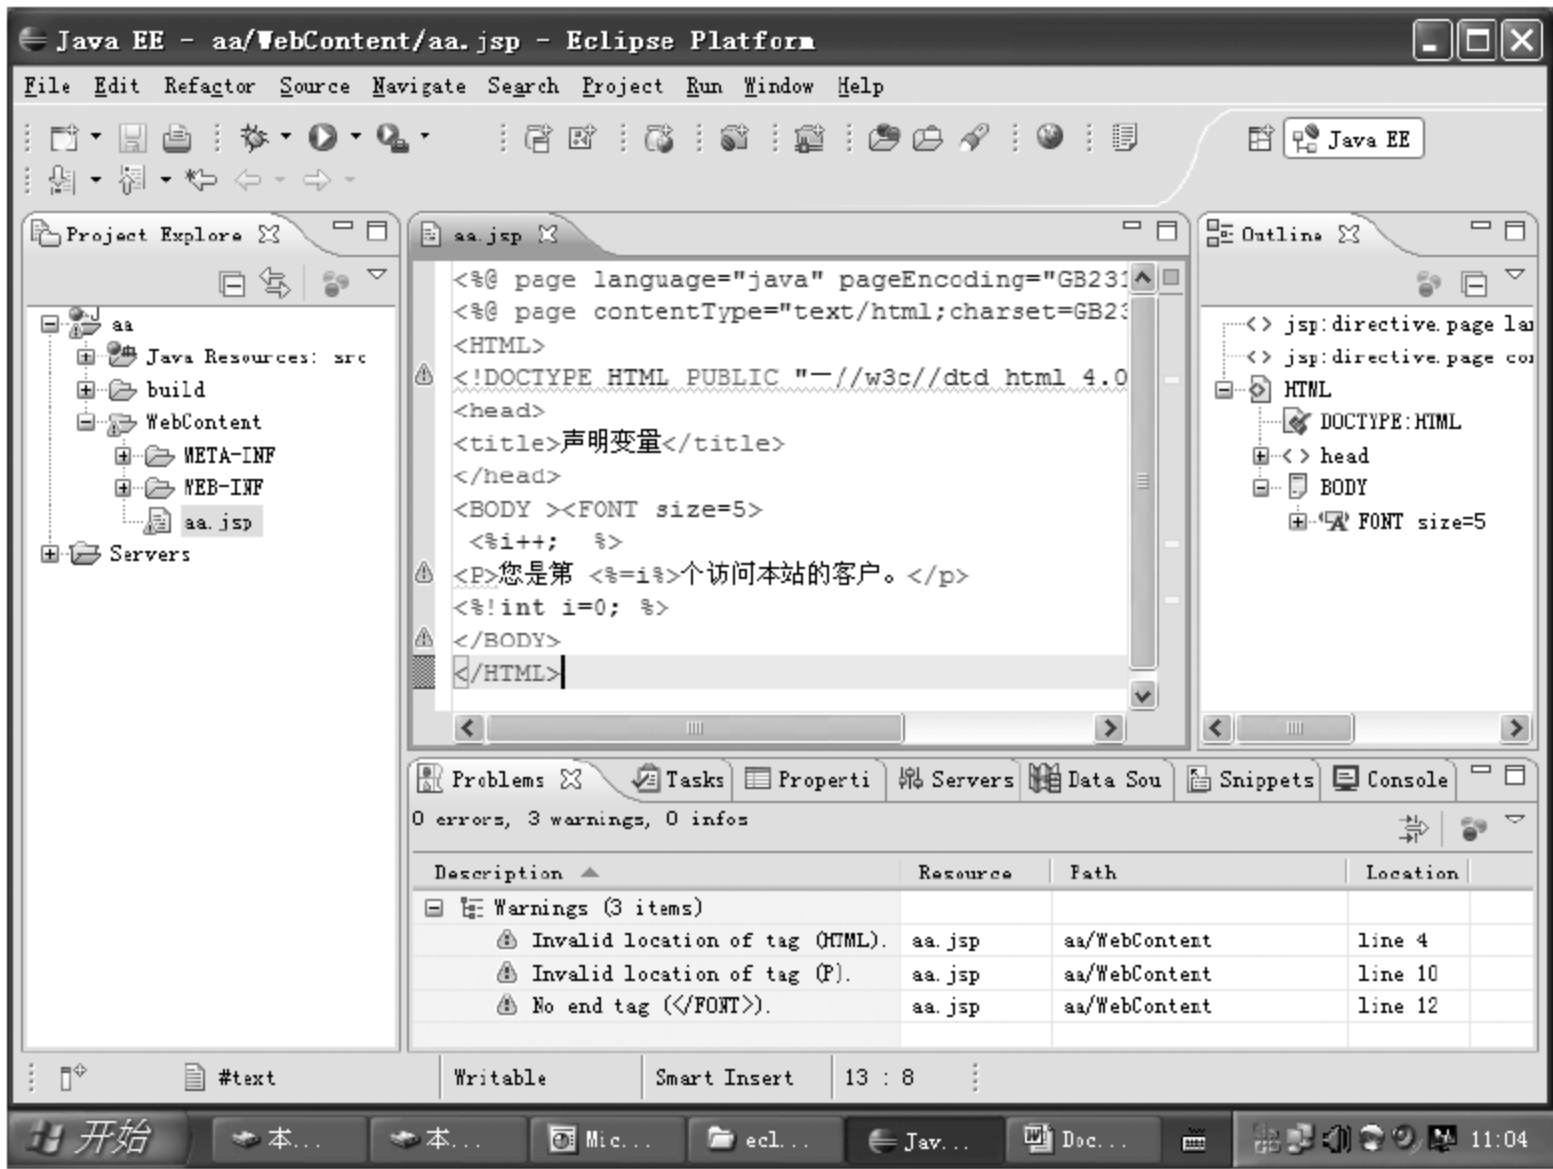 Java EE - aa/WebContent/aa.jsp - Eclipse Platform
File Edit Refactor Source Navigate Search Project Run Window Help
Java EE
Project Explore
aa
Java Resources: src
build
WebContent
META-INF
WEB-INF
aa.jsp
Servers
aa.jsp
<%@ page language="java" pageEncoding="GB231
<%@ page contentType="text/html;charset=GB23
<HTML>
<!DOCTYPE HTML PUBLIC "一//w3c//dtd html 4.0
<head>
<title>声明变量</title>
</head>
<BODY ><FONT size=5>
<%i++; %>
<P>您是第 <%=i%>个访问本站的客户。</p>
<%!int i=0; %>
</BODY>
</HTML>
Outline
<> jsp:directive.page lan
<> jsp:directive.page con
HTML
DOCTYPE:HTML
<> head
BODY
FONT size=5
Problems Tasks Properti Servers Data Sou Snippets Console
0 errors, 3 warnings, 0 infos
Description Resource Path Location
Warnings (3 items)
Invalid location of tag (HTML). aa.jsp aa/WebContent line 4
Invalid location of tag (P). aa.jsp aa/WebContent line 10
No end tag (</FONT>). aa.jsp aa/WebContent line 12
#text Writable Smart Insert 13 : 8
开始 本... 本... Mic... ecl... Jav... Doc... 11:04